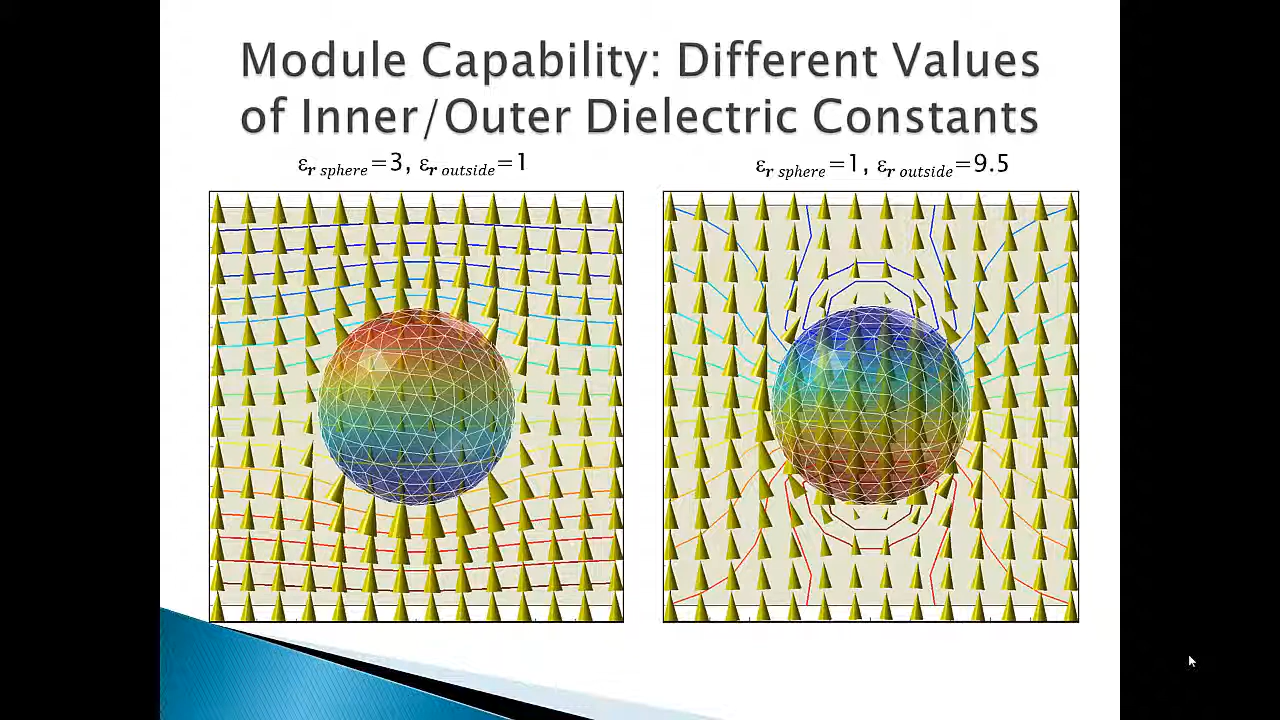 Module Capability: Different Values
of Inner/Outer Dielectric Constants
εr sphere=3, εr outside=1
εr sphere=1, εr outside=9.5